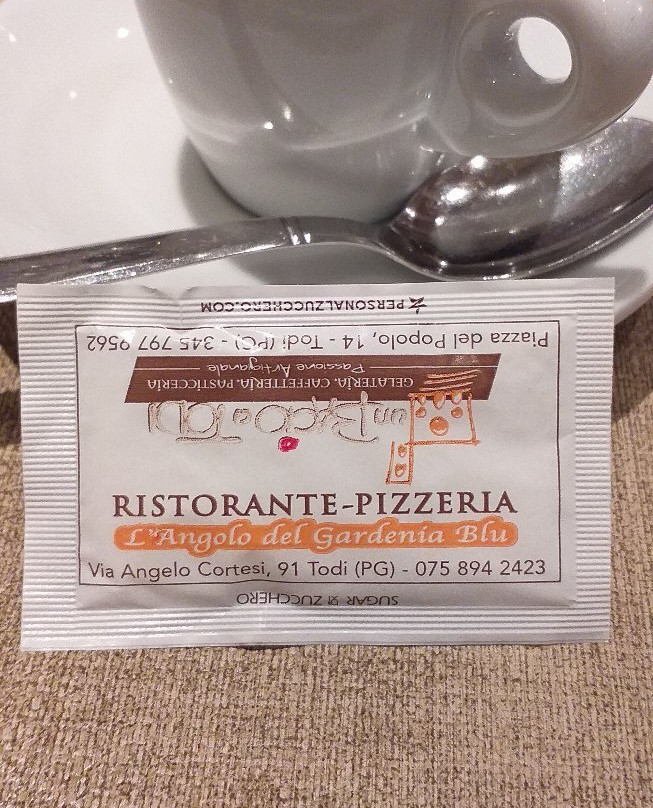 PERSONALZUCCHERO.COM
Piazza del Popolo, 14 - Todi (PG) - 345 797 9562
GELATERIA. CAFFETTERIA. PASTICCERIA
Passione Artigianale
un BACIO a TODI
RISTORANTE-PIZZERIA
L'Angolo del Gardenia Blu
Via Angelo Cortesi, 91 Todi (PG) - 075 894 2423
SUGAR ZUCCHERO